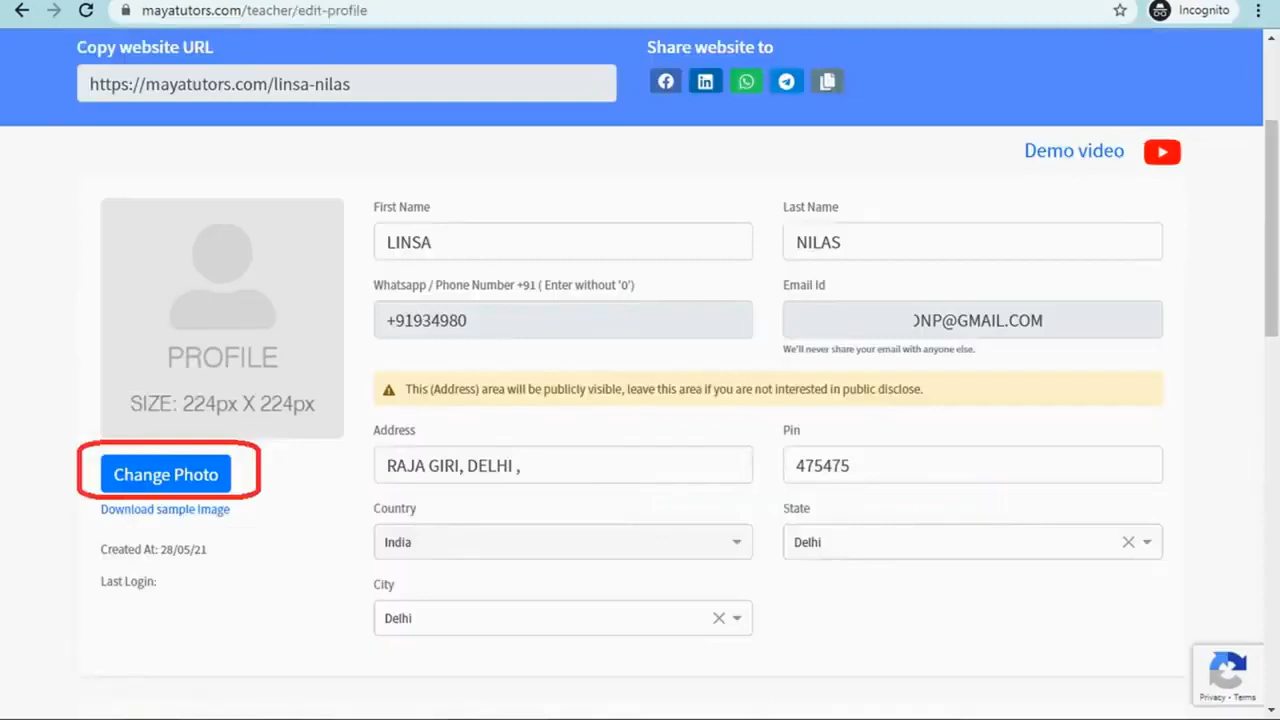 mayatutors.com/teacher/edit-profile
Incognito
Copy website URL
Share website to
https://mayatutors.com/linsa-nilas
Demo video
First Name
Last Name
LINSA
NILAS
Whatsapp / Phone Number +91 ( Enter without '0')
Email Id
+91934980
NP@GMAIL.COM
We'll never share your email with anyone else.
PROFILE
SIZE: 224px X 224px
This (Address) area will be publicly visible, leave this area if you are not interested in public disclose.
Address
Pin
RAJA GIRI, DELHI ,
475475
Change Photo
Download sample Image
Country
State
India
Delhi
Created At: 28/05/21
Last Login:
City
Delhi
Privacy - Terms